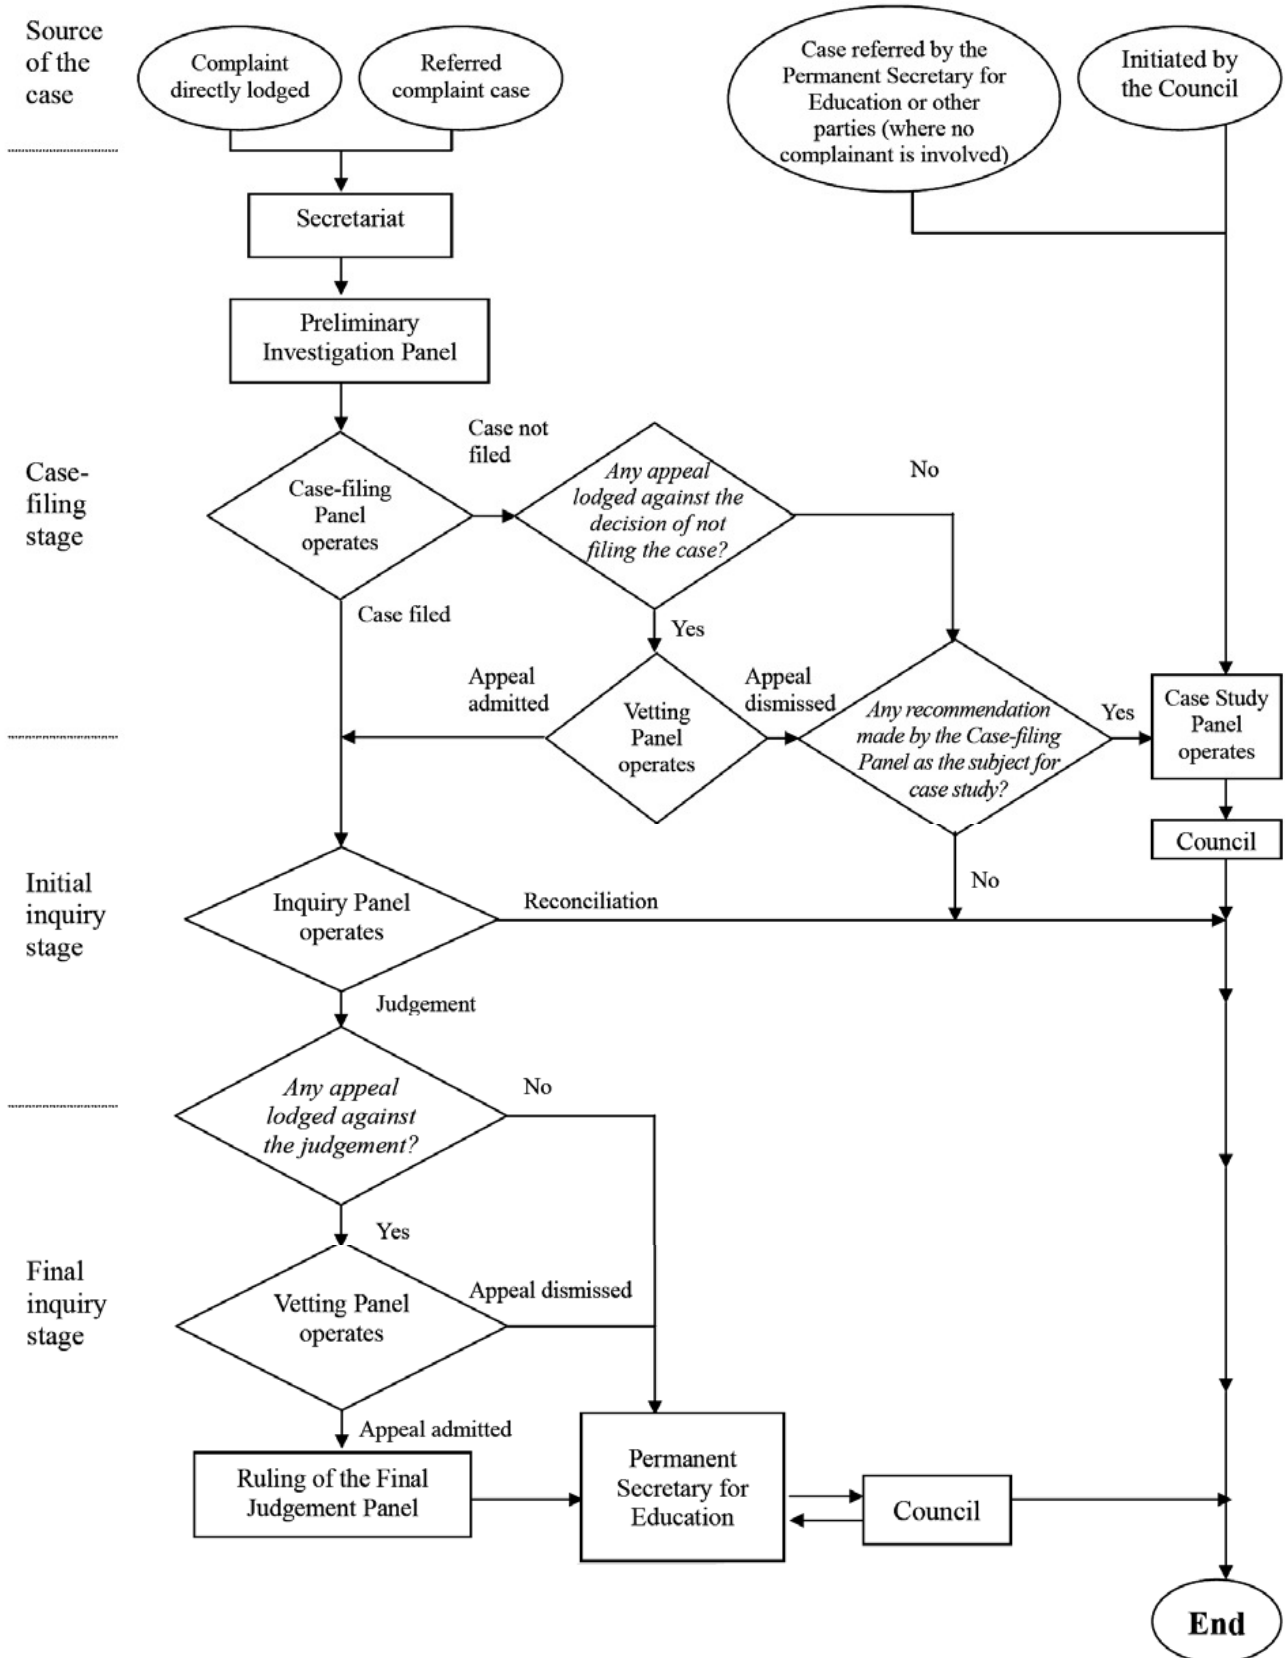 Source
of the
case
Complaint
directly lodged
Referred
complaint case
Case referred by the
Permanent Secretary for
Education or other
parties (where no
complainant is involved)
Initiated by
the Council
Secretariat
Preliminary
Investigation Panel
Case-
filing
stage
Case-filing
Panel
operates
Case not
filed
Any appeal
lodged against the
decision of not
filing the case?
No
Case filed
Yes
Appeal
admitted
Vetting
Panel
operates
Appeal
dismissed
Any recommendation
made by the Case-filing
Panel as the subject for
case study?
Yes
Case Study
Panel
operates
Council
No
Initial
inquiry
stage
Inquiry Panel
operates
Reconciliation
Judgement
Any appeal
lodged against
the judgement?
No
Yes
Final
inquiry
stage
Vetting Panel
operates
Appeal dismissed
Appeal admitted
Ruling of the Final
Judgement Panel
Permanent
Secretary for
Education
Council
End